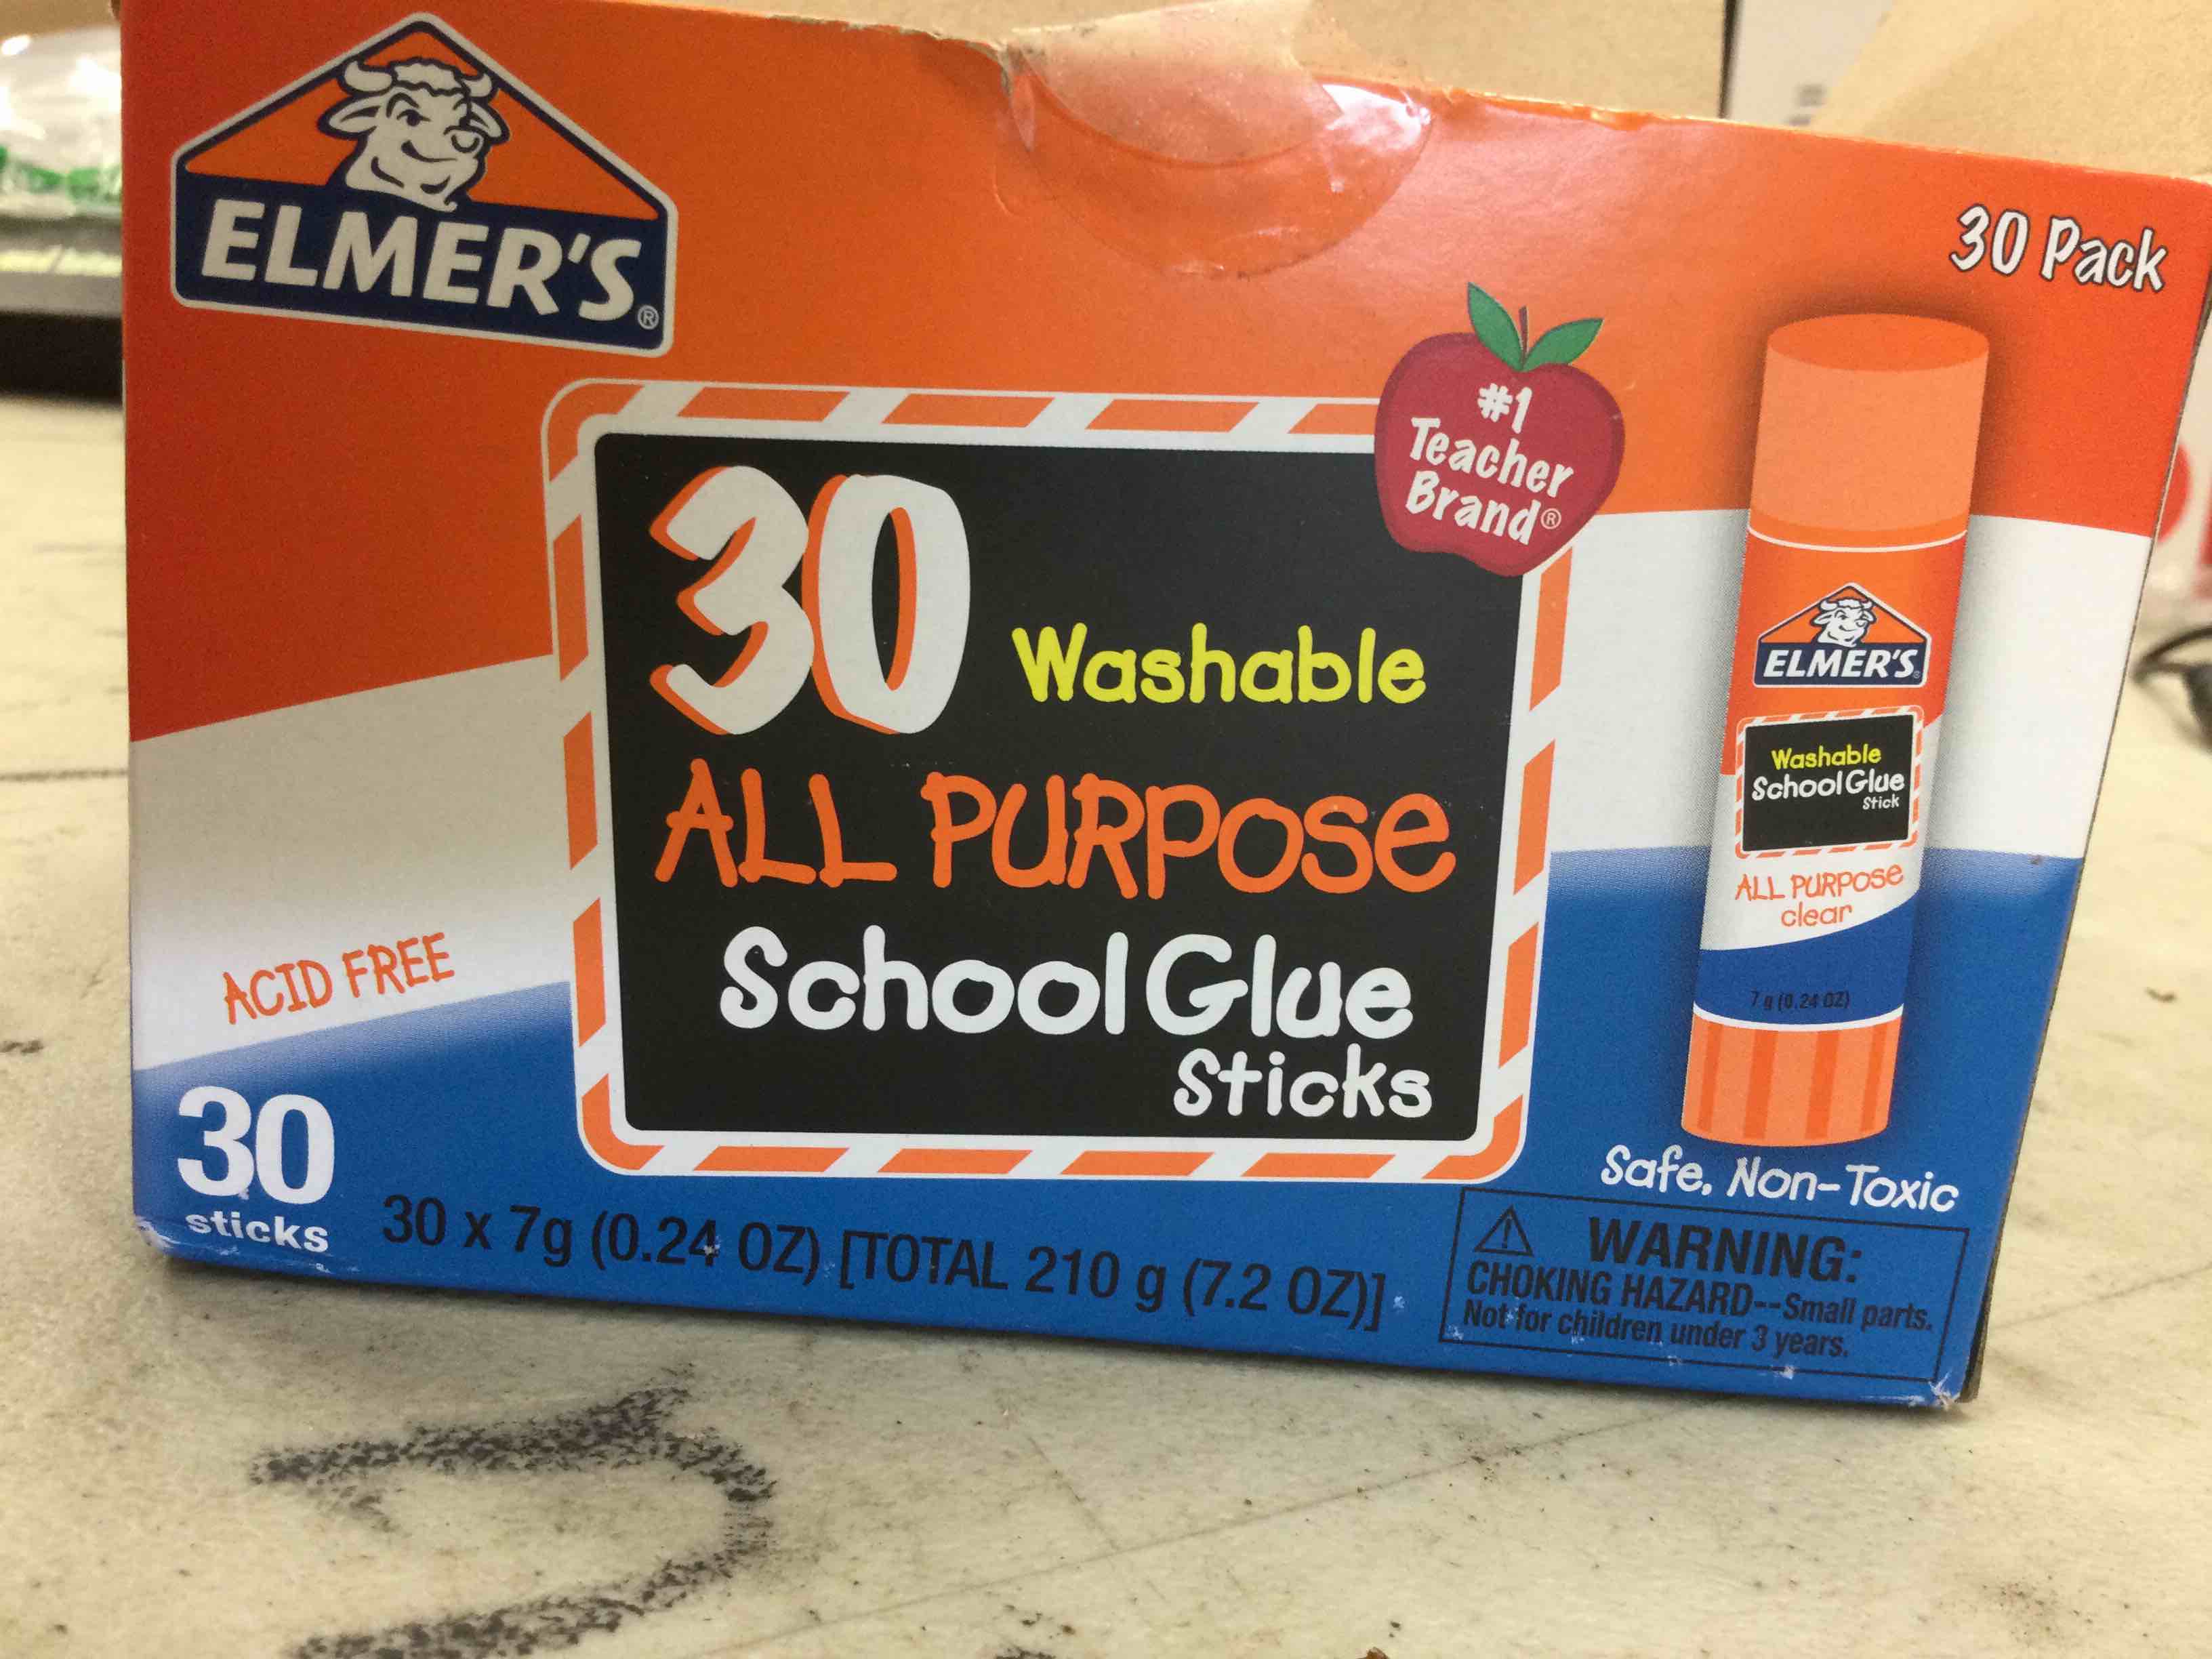 ELMER'S®
30 Pack
#1
Teacher
Brand®
30 Washable
ALL PURPOSE
School Glue
Sticks
ELMER'S
Washable
School Glue
Stick
ALL PURPOSE
clear
7 g (0.24 OZ)
ACID FREE
30
sticks
30 x 7g (0.24 OZ) [TOTAL 210 g (7.2 OZ)]
Safe, Non-Toxic
WARNING:
CHOKING HAZARD--Small parts.
Not for children under 3 years.